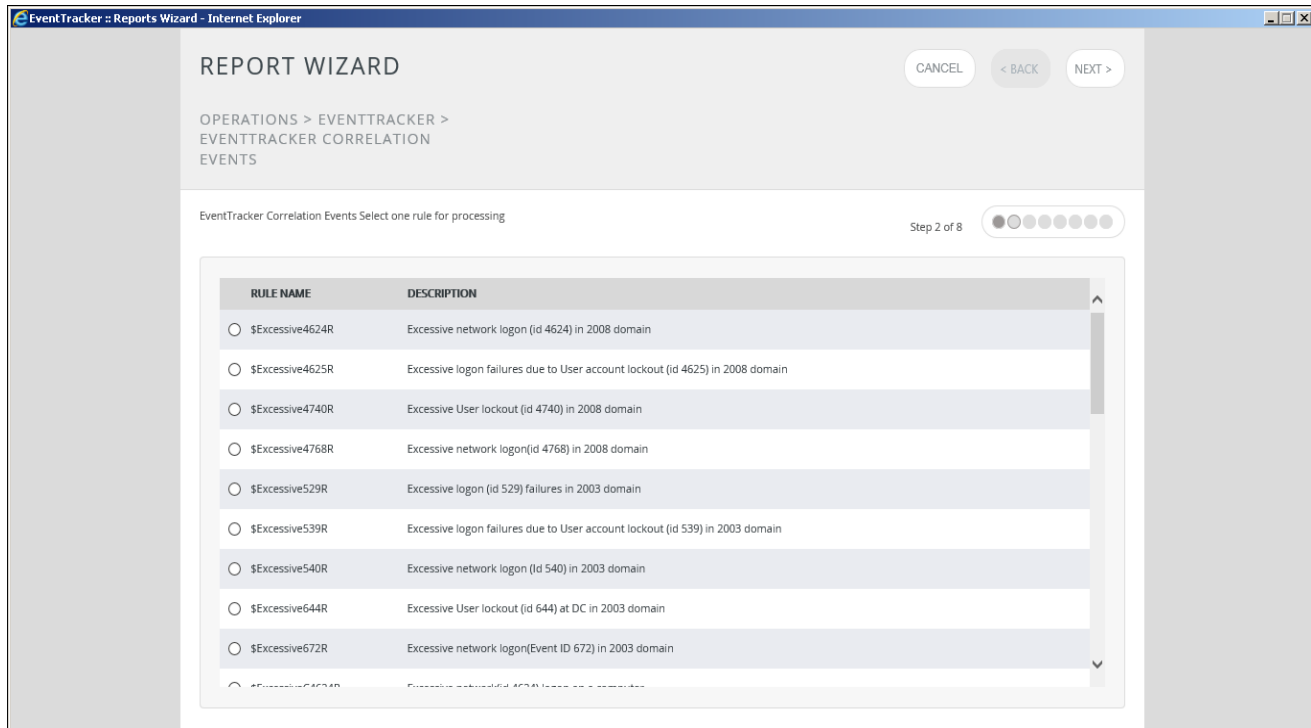 EventTracker :: Reports Wizard - Internet Explorer
REPORT WIZARD
CANCEL
< BACK
NEXT >
OPERATIONS > EVENTTRACKER >
EVENTTRACKER CORRELATION
EVENTS
EventTracker Correlation Events Select one rule for processing
Step 2 of 8
RULE NAME DESCRIPTION
$Excessive4624R Excessive network logon (id 4624) in 2008 domain
$Excessive4625R Excessive logon failures due to User account lockout (id 4625) in 2008 domain
$Excessive4740R Excessive User lockout (id 4740) in 2008 domain
$Excessive4768R Excessive network logon(id 4768) in 2008 domain
$Excessive529R Excessive logon (id 529) failures in 2003 domain
$Excessive539R Excessive logon failures due to User account lockout (id 539) in 2003 domain
$Excessive540R Excessive network logon (Id 540) in 2003 domain
$Excessive644R Excessive User lockout (id 644) at DC in 2003 domain
$Excessive672R Excessive network logon(Event ID 672) in 2003 domain